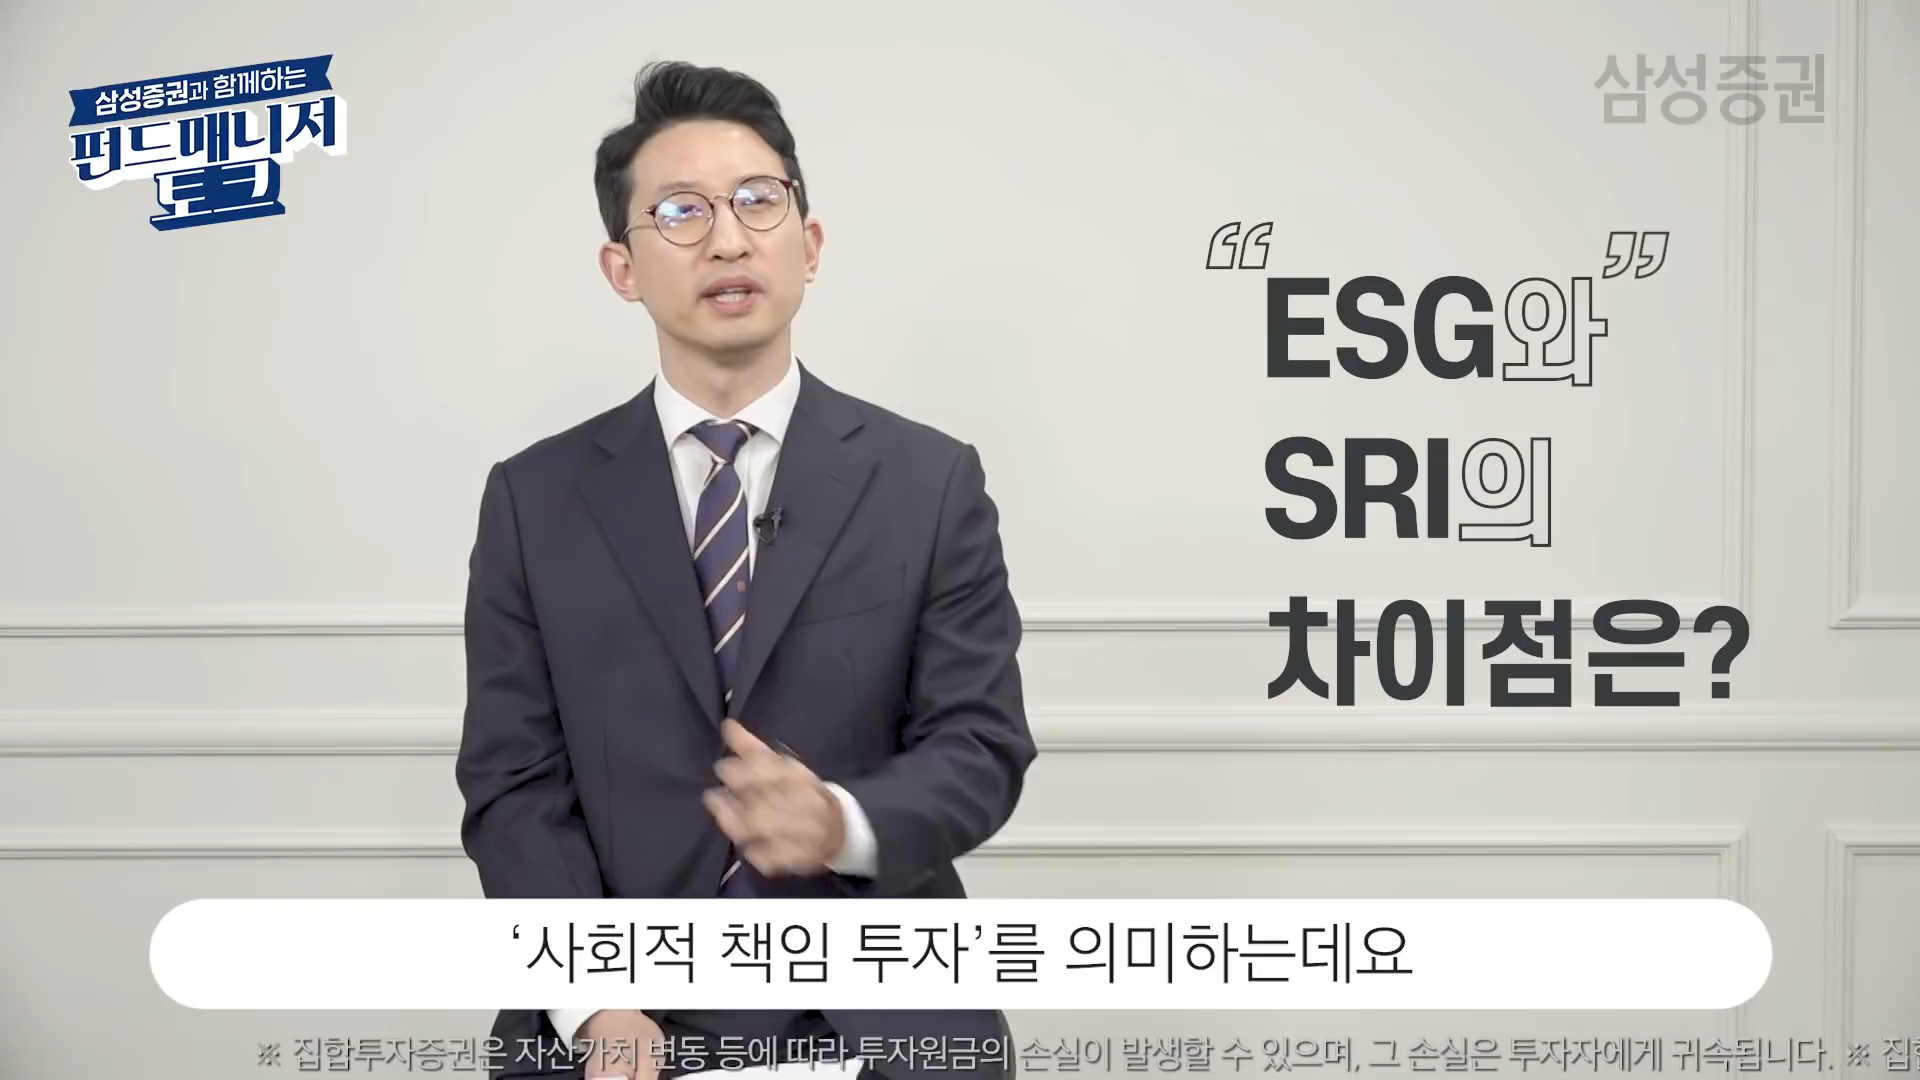 삼성증권과 함께하는
펀드매니저
토크
삼성증권
“ESG와”
SRI의
차이점은?
‘사회적 책임 투자’를 의미하는데요
※ 집합투자증권은 자산가치 변동 등에 따라 투자원금의 손실이 발생할 수 있으며, 그 손실은 투자자에게 귀속됩니다. ※ 집합